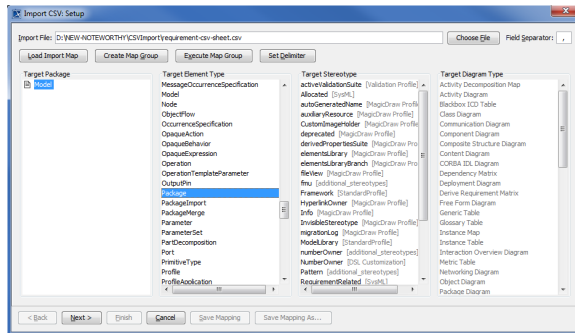 Import CSV: Setup
Import File: D:\NEW-NOTEWORTHY\CSVImport\requirement-csv-sheet.csv Choose File Field Separator: ,
Load Import Map Create Map Group Execute Map Group Set Delimiter
Target Package
Model
Target Element Type
MessageOccurrenceSpecification
Model
Node
ObjectFlow
OccurrenceSpecification
OpaqueAction
OpaqueBehavior
OpaqueExpression
Operation
OperationTemplateParameter
OutputPin
Package
PackageImport
PackageMerge
Parameter
ParameterSet
PartDecomposition
Port
PrimitiveType
Profile
ProfileApplication
Target Stereotype
activeValidationSuite [Validation Profile]
Allocated [SysML]
autoGeneratedName [MagicDraw Profile
auxiliaryResource [MagicDraw Profile]
CustomImageHolder [MagicDraw Profile]
deprecated [MagicDraw Profile]
derivedPropertiesSuite [MagicDraw Prof
elementsLibrary [MagicDraw Profile]
elementsLibraryBranch [MagicDraw Pro
fileView [MagicDraw Profile]
fmu [additional_stereotypes]
Framework [StandardProfile]
HyperlinkOwner [MagicDraw Profile]
Info [MagicDraw Profile]
InvisibleStereotype [MagicDraw Profile]
migrationLog [MagicDraw Profile]
ModelLibrary [StandardProfile]
numberOwner [additional_stereotypes]
NumberOwner [DSL Customization]
Pattern [additional_stereotypes]
RequirementRelated [SysML]
Target Diagram Type
Activity Decomposition Map
Activity Diagram
Blackbox ICD Table
Class Diagram
Communication Diagram
Component Diagram
Composite Structure Diagram
Content Diagram
CORBA IDL Diagram
Dependency Matrix
Deployment Diagram
Derive Requirement Matrix
Free Form Diagram
Generic Table
Glossary Table
Instance Map
Instance Table
Interaction Overview Diagram
Metric Table
Networking Diagram
Object Diagram
Package Diagram
< Back Next > Finish Cancel Save Mapping Save Mapping As...